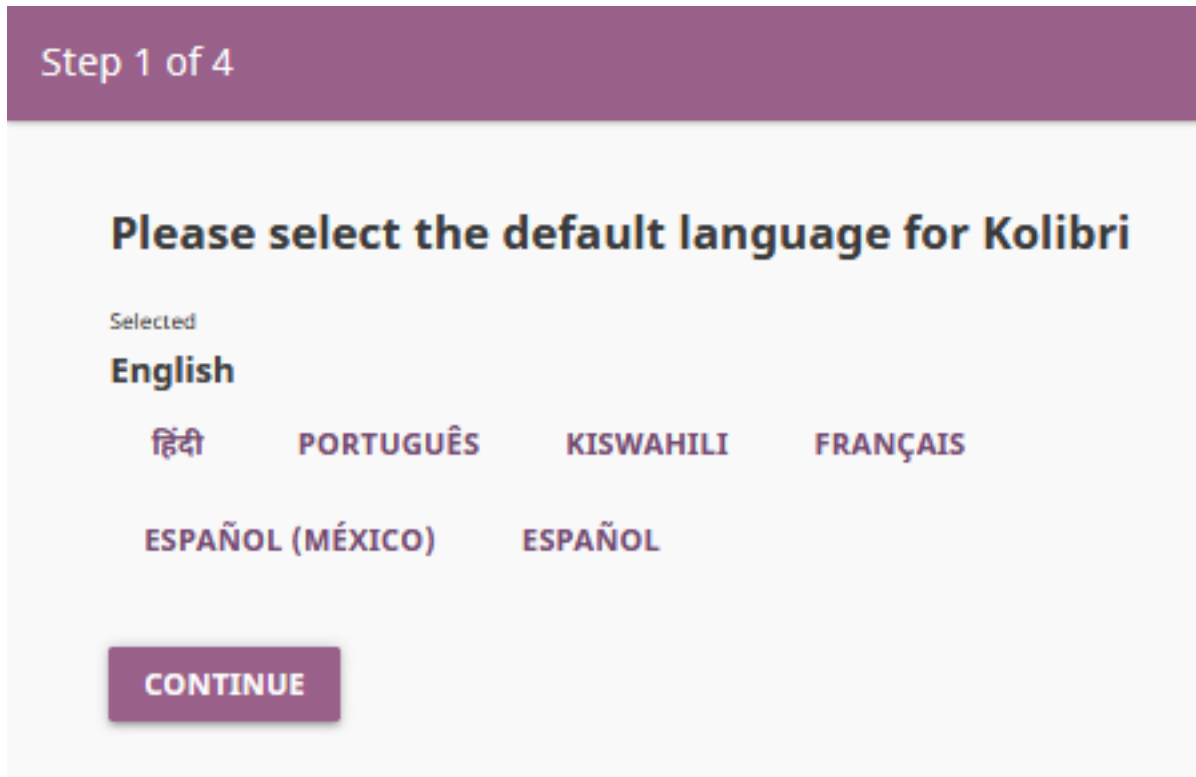 Step 1 of 4
Please select the default language for Kolibri
Selected
English
हिंदी PORTUGUÊS KISWAHILI FRANÇAIS
ESPAÑOL (MÉXICO) ESPAÑOL
CONTINUE